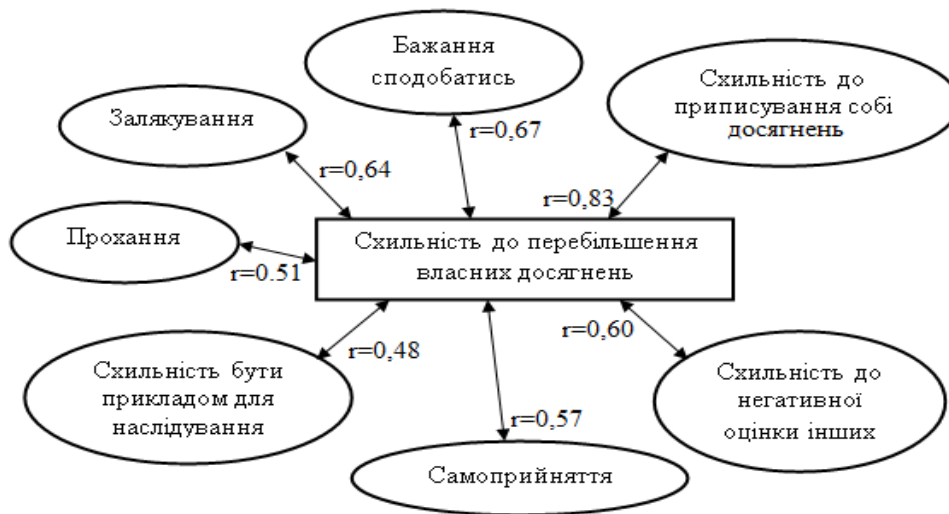 Бажання
сподобатись
Схильність до
приписування собі
досягнень
Залякування
r=0,67
r=0,64
r=0,83
Прохання
r=0.51
Схильність до перебільшення
власних досягнень
r=0,48
r=0,60
Схильність бути
прикладом для
наслідування
r=0,57
Схильність до
негативної
оцінки інших
Самоприйняття